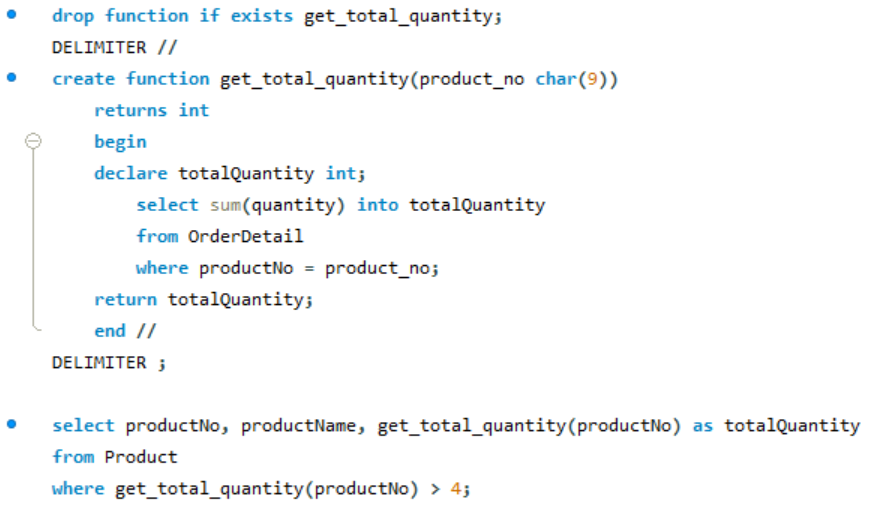 drop function if exists get_total_quantity;
DELIMITER //
create function get_total_quantity(product_no char(9))
returns int
begin
declare totalQuantity int;
select sum(quantity) into totalQuantity
from OrderDetail
where productNo = product_no;
return totalQuantity;
end //
DELIMITER ;
select productNo, productName, get_total_quantity(productNo) as totalQuantity
from Product
where get_total_quantity(productNo) > 4;